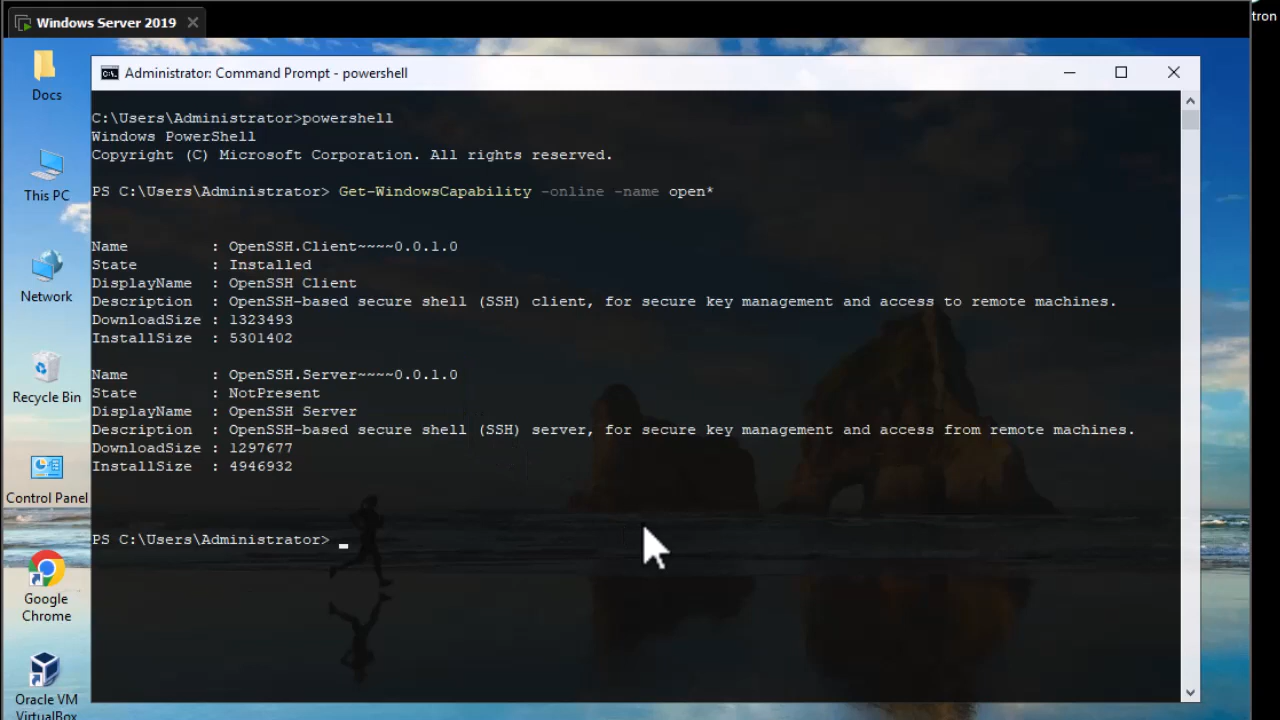 tron
Windows Server 2019
Docs
This PC
Network
Recycle Bin
Control Panel
Google
Chrome
Oracle VM
VirtualBox
Administrator: Command Prompt - powershell
C:\Users\Administrator>powershell
Windows PowerShell
Copyright (C) Microsoft Corporation. All rights reserved.
PS C:\Users\Administrator> Get-WindowsCapability -online -name open*
Name         : OpenSSH.Client~~~~0.0.1.0
State        : Installed
DisplayName  : OpenSSH Client
Description  : OpenSSH-based secure shell (SSH) client, for secure key management and access to remote machines.
DownloadSize : 1323493
InstallSize  : 5301402
Name         : OpenSSH.Server~~~~0.0.1.0
State        : NotPresent
DisplayName  : OpenSSH Server
Description  : OpenSSH-based secure shell (SSH) server, for secure key management and access from remote machines.
DownloadSize : 1297677
InstallSize  : 4946932
PS C:\Users\Administrator>